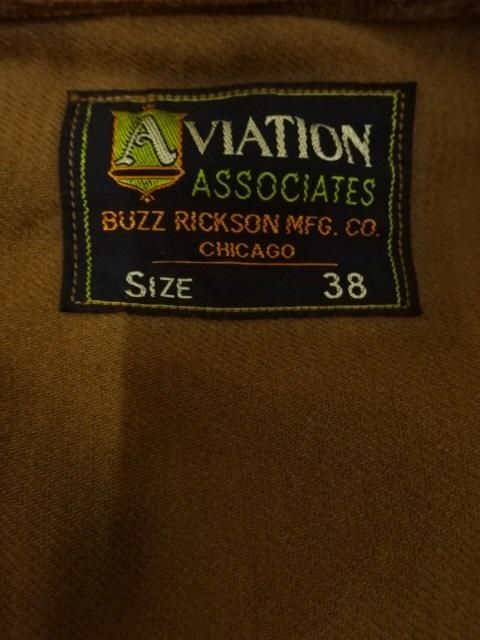 AVIATION
ASSOCIATES
BUZZ RICKSON MFG. CO.
CHICAGO
SIZE 38